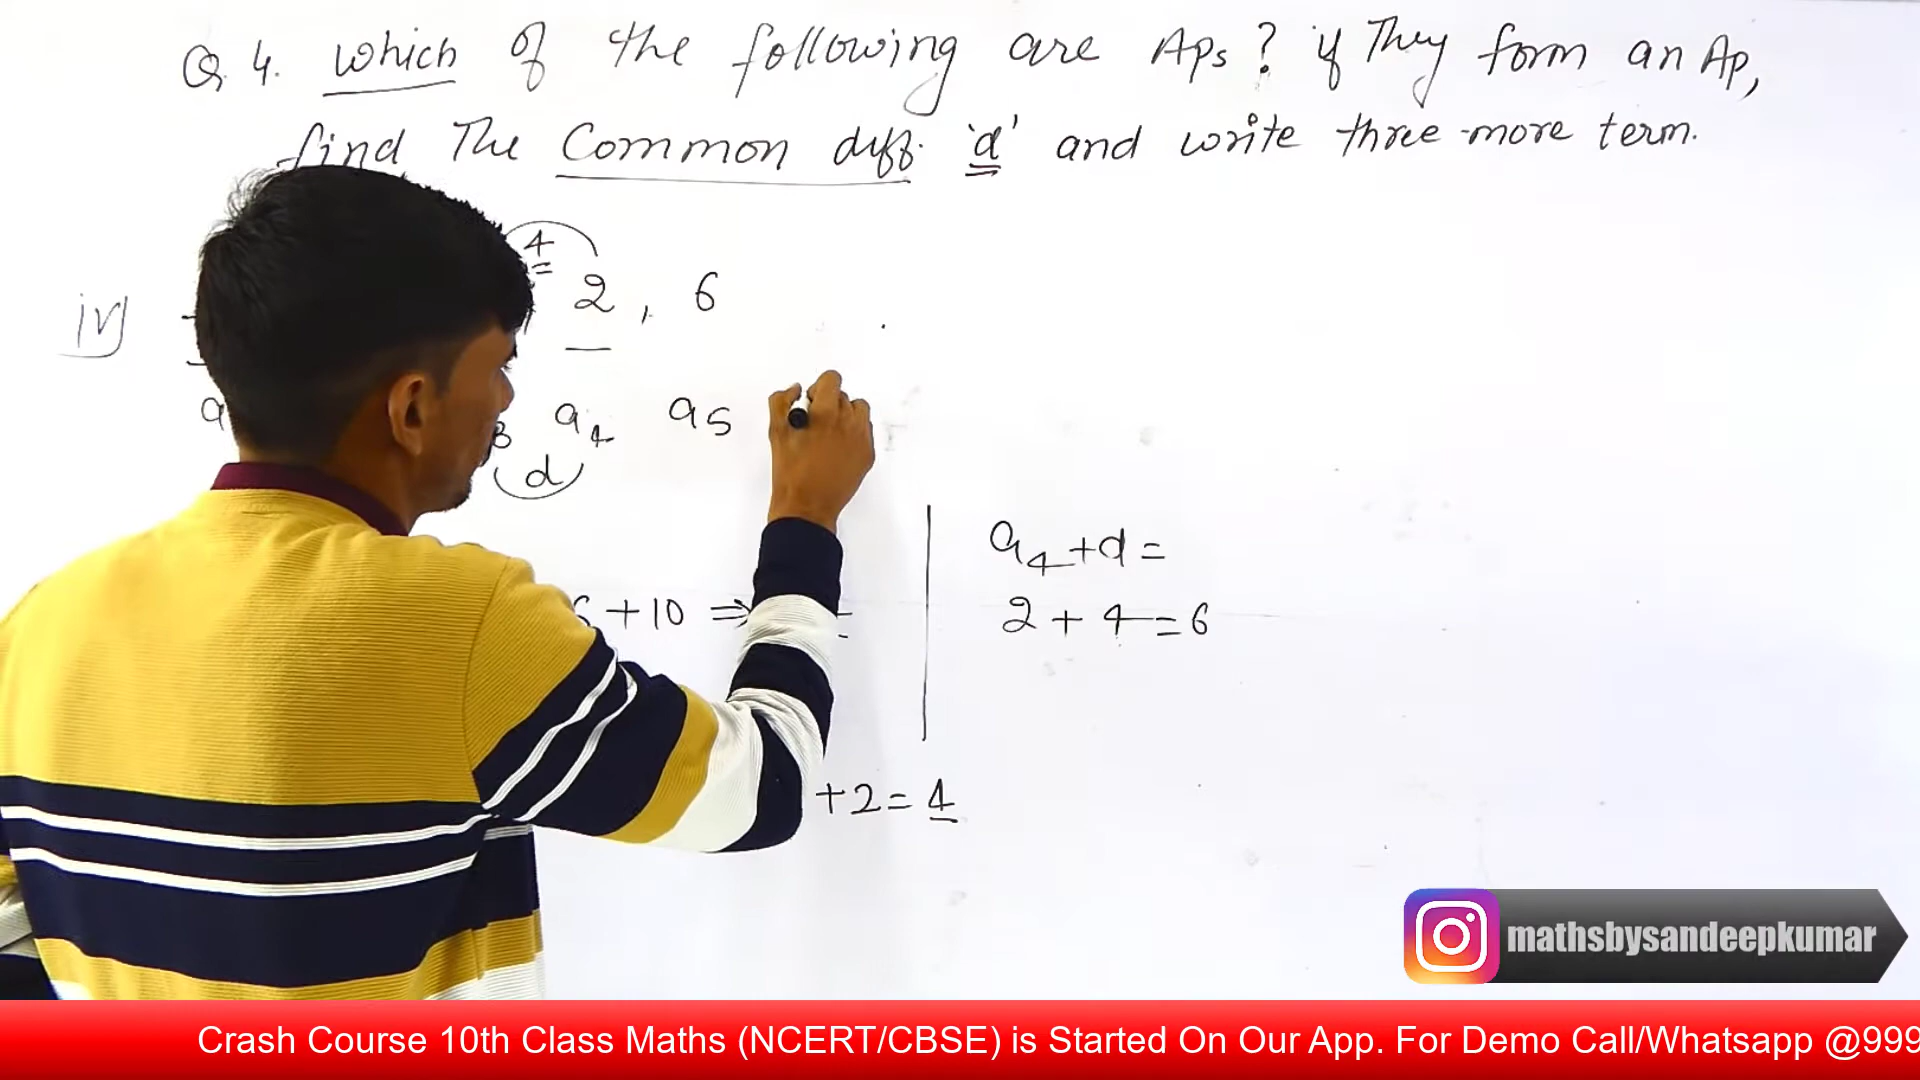 Q. 4. Which of the following are Aps? if They form an Ap,
find The Common diff. 'd' and write three more term.
4
iv) 2, 6
a 3 a4 a5
d
a4+d=
6 +10 ⇒ 2 + 4 = 6
+2 = 4
mathsbysandeepkumar
Crash Course 10th Class Maths (NCERT/CBSE) is Started On Our App. For Demo Call/Whatsapp @999